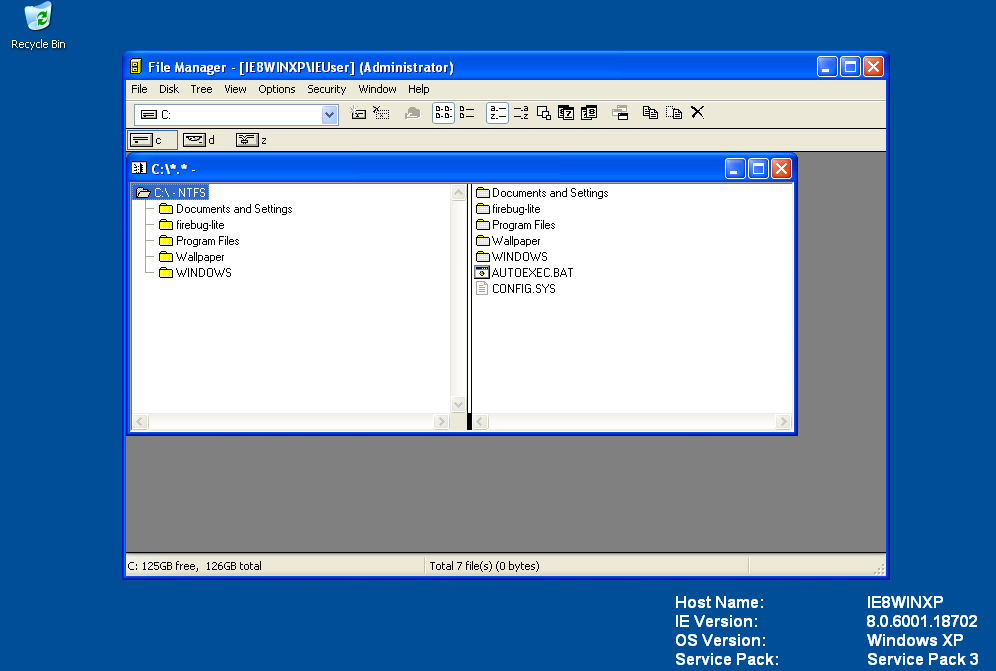 Recycle Bin
File Manager - [IE8WINXP\IEUser] (Administrator)
File Disk Tree View Options Security Window Help
C:
c d z
C:\*.* -
C:\ - NTFS
Documents and Settings
firebug-lite
Program Files
Wallpaper
WINDOWS
Documents and Settings
firebug-lite
Program Files
Wallpaper
WINDOWS
AUTOEXEC.BAT
CONFIG.SYS
C: 125GB free, 126GB total
Total 7 file(s) (0 bytes)
Host Name: IE8WINXP
IE Version: 8.0.6001.18702
OS Version: Windows XP
Service Pack: Service Pack 3